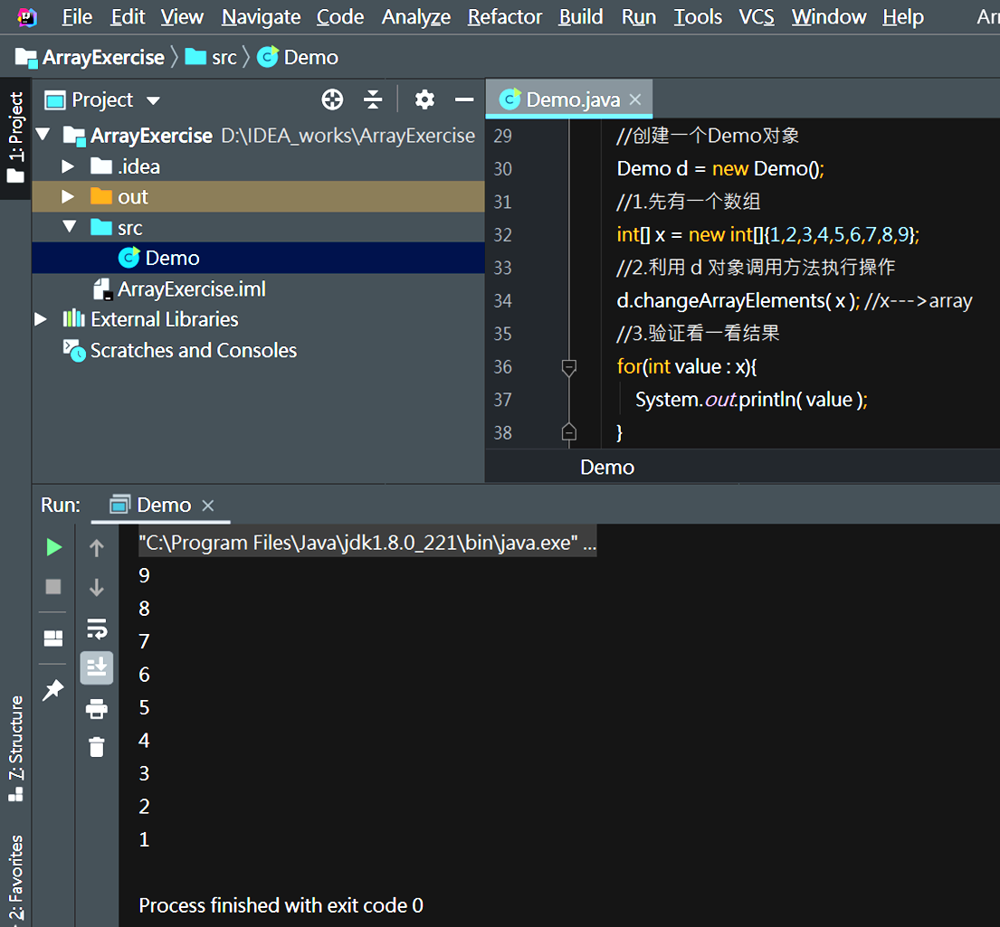 File Edit View Navigate Code Analyze Refactor Build Run Tools VCS Window Help
ArrayExercise src Demo
1: Project
Project
ArrayExercise D:\IDEA_works\ArrayExercise
.idea
out
src
Demo
ArrayExercise.iml
External Libraries
Scratches and Consoles
Demo.java
29 //创建一个Demo对象
30 Demo d = new Demo();
31 //1.先有一个数组
32 int[] x = new int[]{1,2,3,4,5,6,7,8,9};
33 //2.利用 d 对象调用方法执行操作
34 d.changeArrayElements( x ); //x--->array
35 //3.验证看一看结果
36 for(int value : x){
37 System.out.println( value );
38 }
Demo
Run: Demo
"C:\Program Files\Java\jdk1.8.0_221\bin\java.exe" ...
9
8
7
6
5
4
3
2
1
Process finished with exit code 0
Z: Structure
2: Favorites